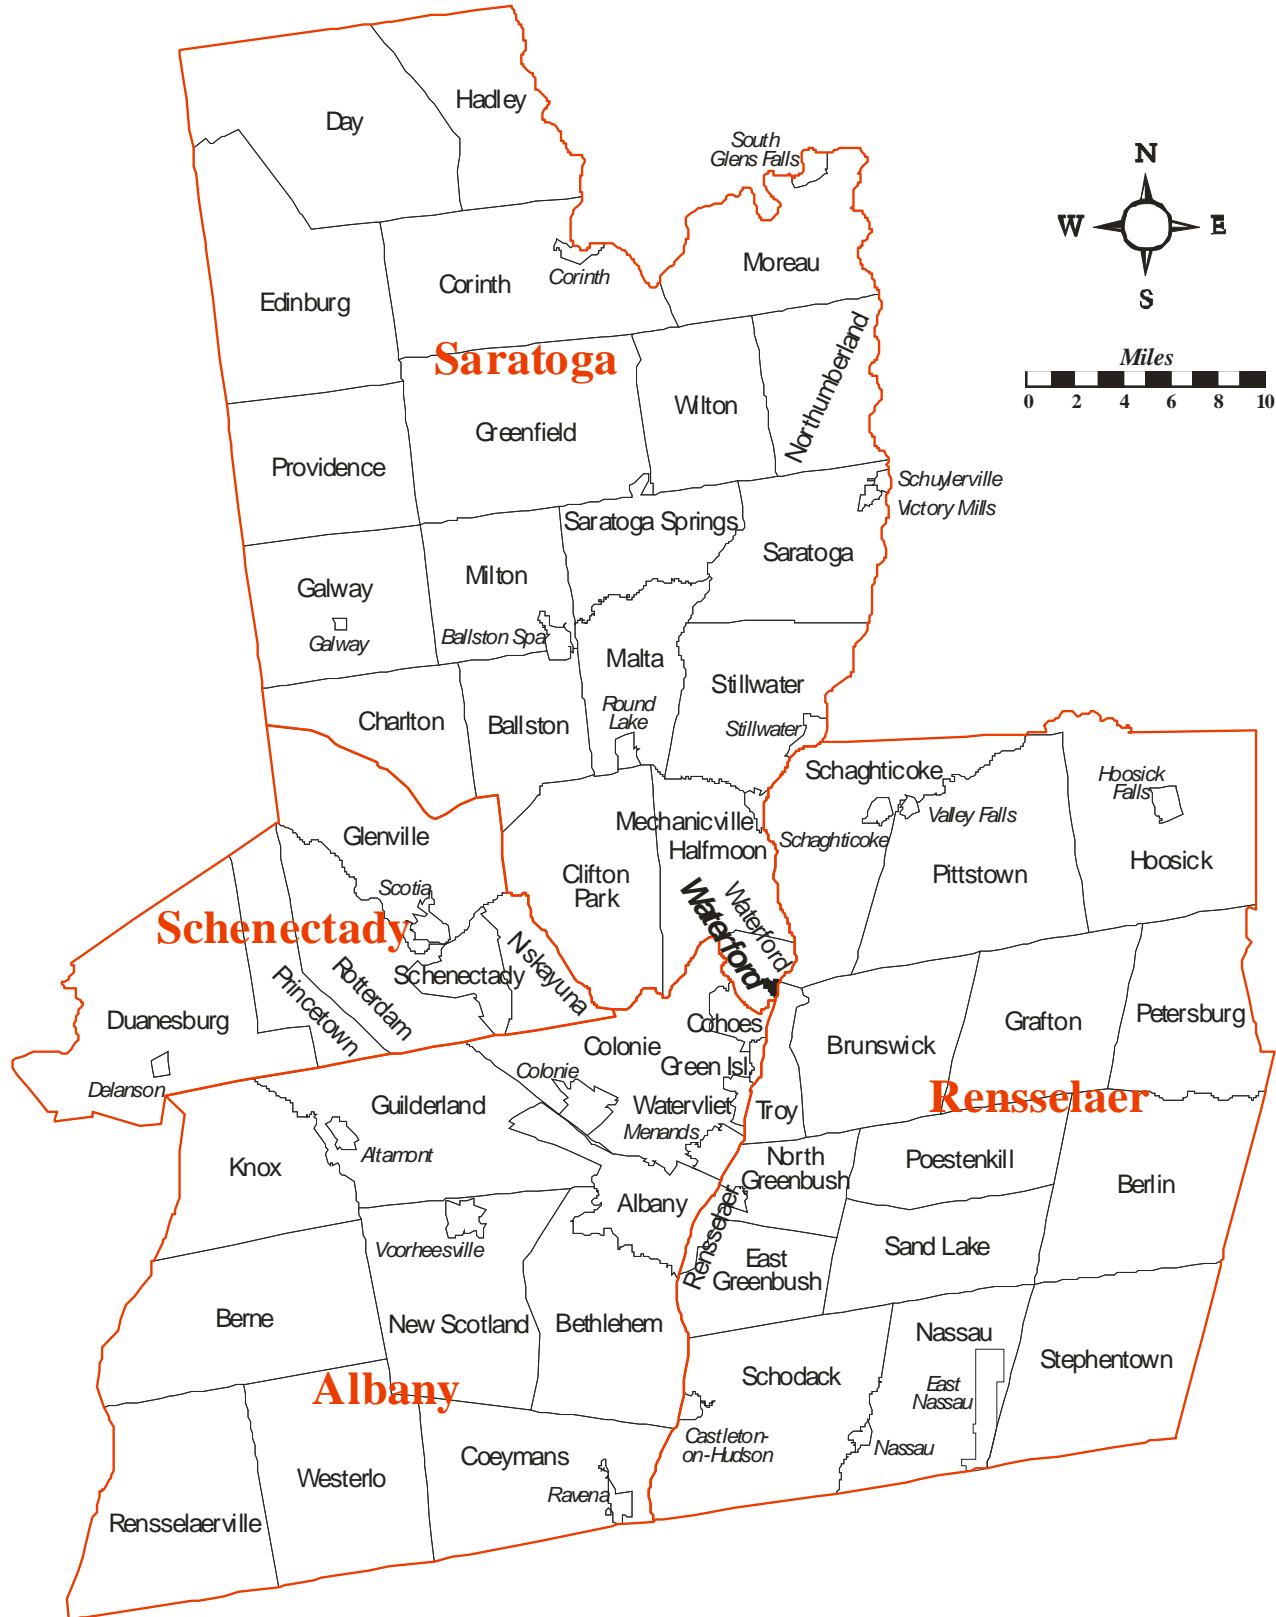 Hadley
Day
South
Glens Falls
N
W
E
S
Moreau
Corinth
Corinth
Edinburg
Northumberland
Miles
0 2 4 6 8 10
Saratoga
Wilton
Greenfield
Providence
Schuylerville
Victory Mills
Saratoga Springs
Saratoga
Milton
Galway
Galway
Ballston Spa
Malta
Stillwater
Round
Lake
Charlton
Ballston
Stillwater
Schaghticoke
Hoosick
Falls
Valley Falls
Mechanicville
Schaghticoke
Glenville
Halfmoon
Hoosick
Clifton
Park
Pittstown
Scotia
Waterford
Waterford
Schenectady
Schenectady
Niskayuna
Rotterdam
Princetown
Duanesburg
Cohoes
Grafton
Petersburg
Colonie
Brunswick
Green Isl.
Colonie
Delanson
Rensselaer
Guilderland
Watervliet
Troy
Menands
Altamont
Knox
North
Greenbush
Poestenkill
Berlin
Albany
Rensselaer
Voorheesville
Sand Lake
East
Greenbush
Berne
New Scotland
Bethlehem
Nassau
Stephentown
Albany
Schodack
East
Nassau
Castleton-
on-Hudson
Nassau
Coeymans
Westerlo
Ravena
Rensselaerville